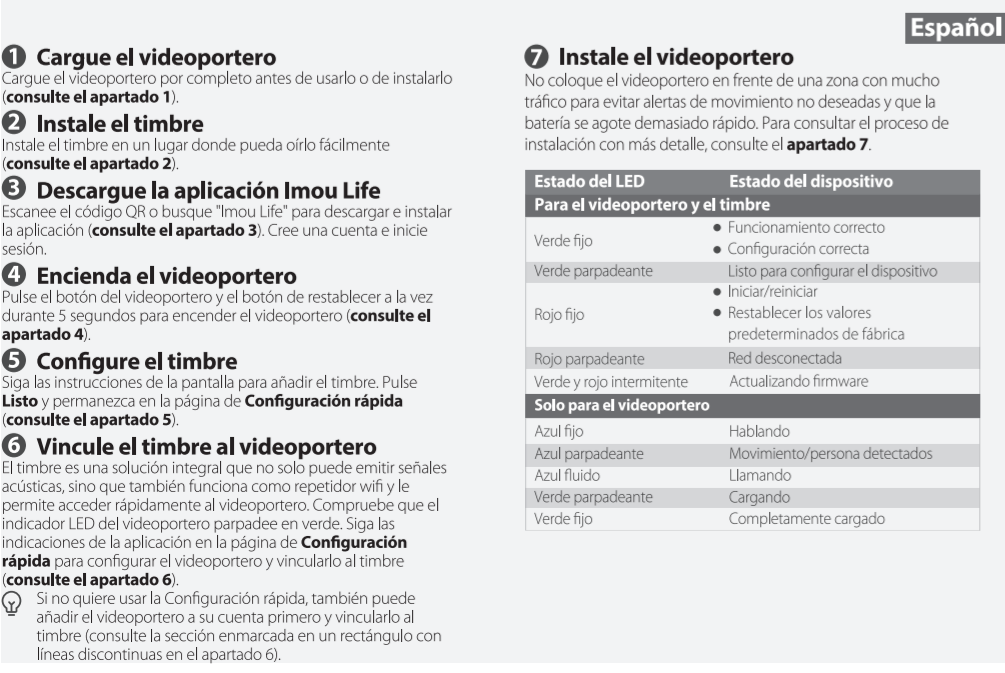 Español
1 Cargue el videoportero
Cargue el videoportero por completo antes de usarlo o de instalarlo
(consulte el apartado 1).
2 Instale el timbre
Instale el timbre en un lugar donde pueda oírlo fácilmente
(consulte el apartado 2).
3 Descargue la aplicación Imou Life
Escanee el código QR o busque "Imou Life" para descargar e instalar
la aplicación (consulte el apartado 3). Cree una cuenta e inicie
sesión.
4 Encienda el videoportero
Pulse el botón del videoportero y el botón de restablecer a la vez
durante 5 segundos para encender el videoportero (consulte el
apartado 4).
5 Configure el timbre
Siga las instrucciones de la pantalla para añadir el timbre. Pulse
Listo y permanezca en la página de Configuración rápida
(consulte el apartado 5).
6 Vincule el timbre al videoportero
El timbre es una solución integral que no solo puede emitir señales
acústicas, sino que también funciona como repetidor wifi y le
permite acceder rápidamente al videoportero. Compruebe que el
indicador LED del videoportero parpadee en verde. Siga las
indicaciones de la aplicación en la página de Configuración
rápida para configurar el videoportero y vincularlo al timbre
(consulte el apartado 6).
Si no quiere usar la Configuración rápida, también puede
añadir el videoportero a su cuenta primero y vincularlo al
timbre (consulte la sección enmarcada en un rectángulo con
líneas discontinuas en el apartado 6).
7 Instale el videoportero
No coloque el videoportero en frente de una zona con mucho
tráfico para evitar alertas de movimiento no deseadas y que la
batería se agote demasiado rápido. Para consultar el proceso de
instalación con más detalle, consulte el apartado 7.
Estado del LED Estado del dispositivo
Para el videoportero y el timbre
Verde fijo
● Funcionamiento correcto
● Configuración correcta
Verde parpadeante Listo para configurar el dispositivo
Rojo fijo
● Iniciar/reiniciar
● Restablecer los valores
predeterminados de fábrica
Rojo parpadeante Red desconectada
Verde y rojo intermitente Actualizando firmware
Solo para el videoportero
Azul fijo Hablando
Azul parpadeante Movimiento/persona detectados
Azul fluido Llamando
Verde parpadeante Cargando
Verde fijo Completamente cargado